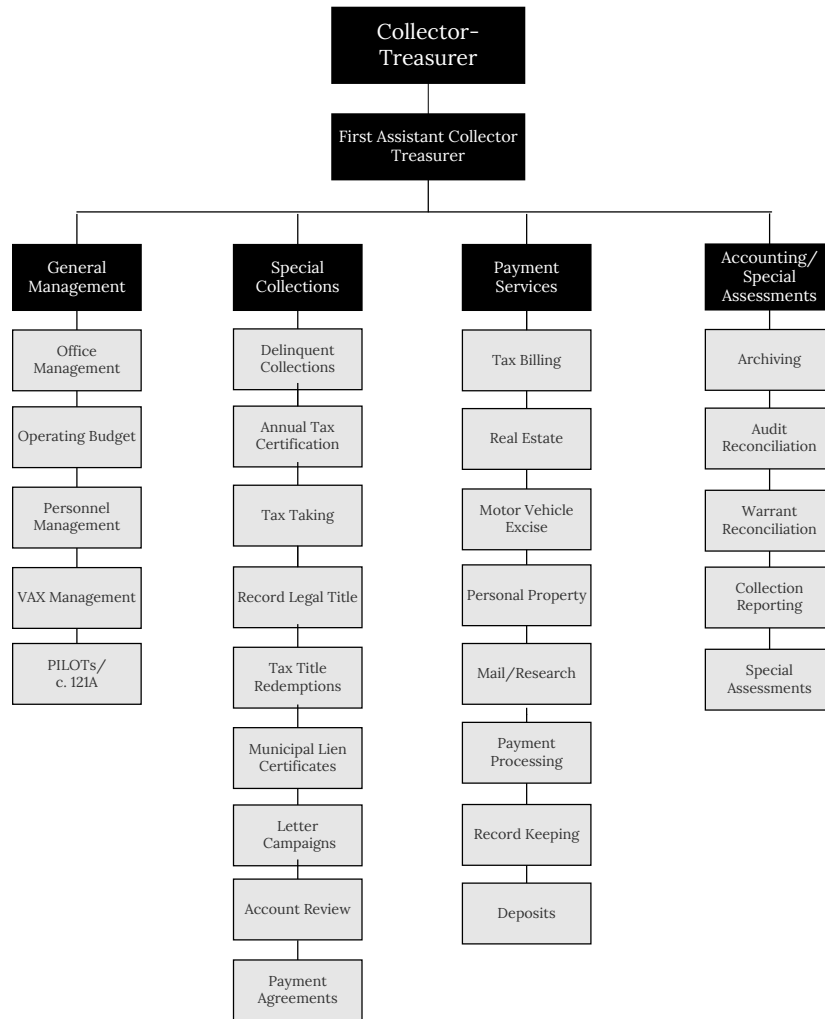 Collector-
Treasurer
First Assistant Collector
Treasurer
General
Management
Office
Management
Operating Budget
Personnel
Management
VAX Management
PILOTs/
c. 121A
Special
Collections
Delinquent
Collections
Annual Tax
Certification
Tax Taking
Record Legal Title
Tax Title
Redemptions
Municipal Lien
Certificates
Letter
Campaigns
Account Review
Payment
Agreements
Payment
Services
Tax Billing
Real Estate
Motor Vehicle
Excise
Personal Property
Mail/Research
Payment
Processing
Record Keeping
Deposits
Accounting/
Special
Assessments
Archiving
Audit
Reconciliation
Warrant
Reconciliation
Collection
Reporting
Special
Assessments